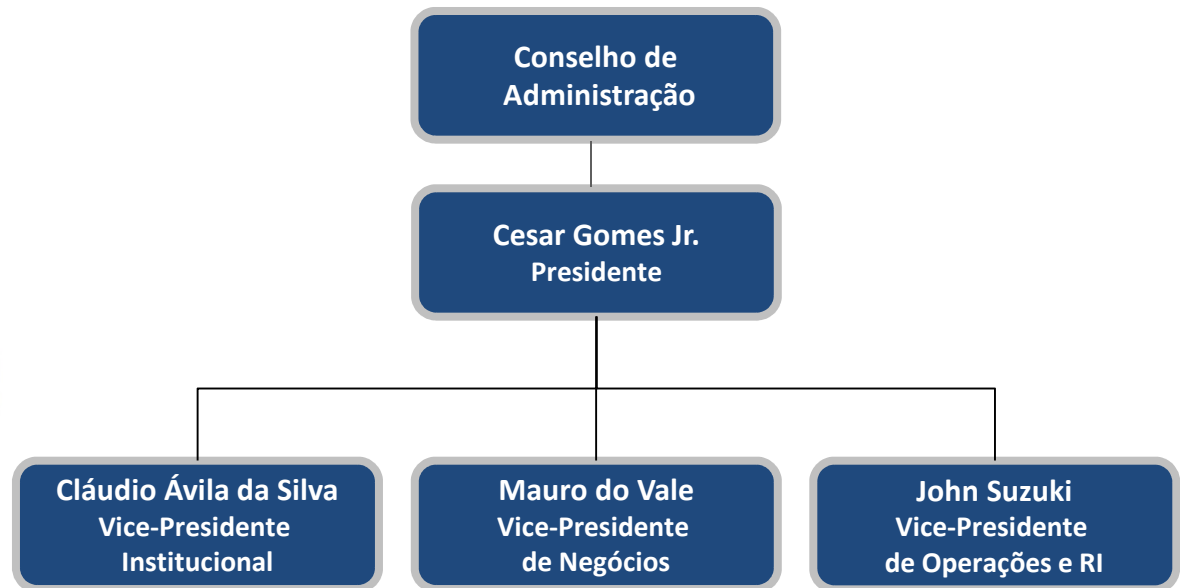 Conselho de
Administração
Cesar Gomes Jr.
Presidente
Cláudio Ávila da Silva
Vice-Presidente
Institucional
Mauro do Vale
Vice-Presidente
de Negócios
John Suzuki
Vice-Presidente
de Operações e RI